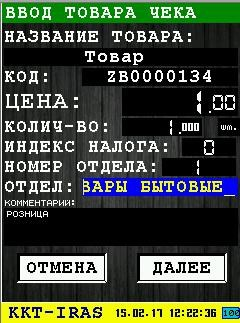 ВВОД ТОВАРА ЧЕКА
НАЗВАНИЕ ТОВАРА:
Товар
КОД: ZB0000134
ЦЕНА: 1.00
КОЛИЧ-ВО: 1.000 шт.
ИНДЕКС НАЛОГА: 0
НОМЕР ОТДЕЛА: 1
ОТДЕЛ: ВАРЫ БЫТОВЫЕ_
КОММЕНТАРИИ:
РОЗНИЦА
ОТМЕНА ДАЛЕЕ
KKT-IRAS 15.02.17 12:22:36 100